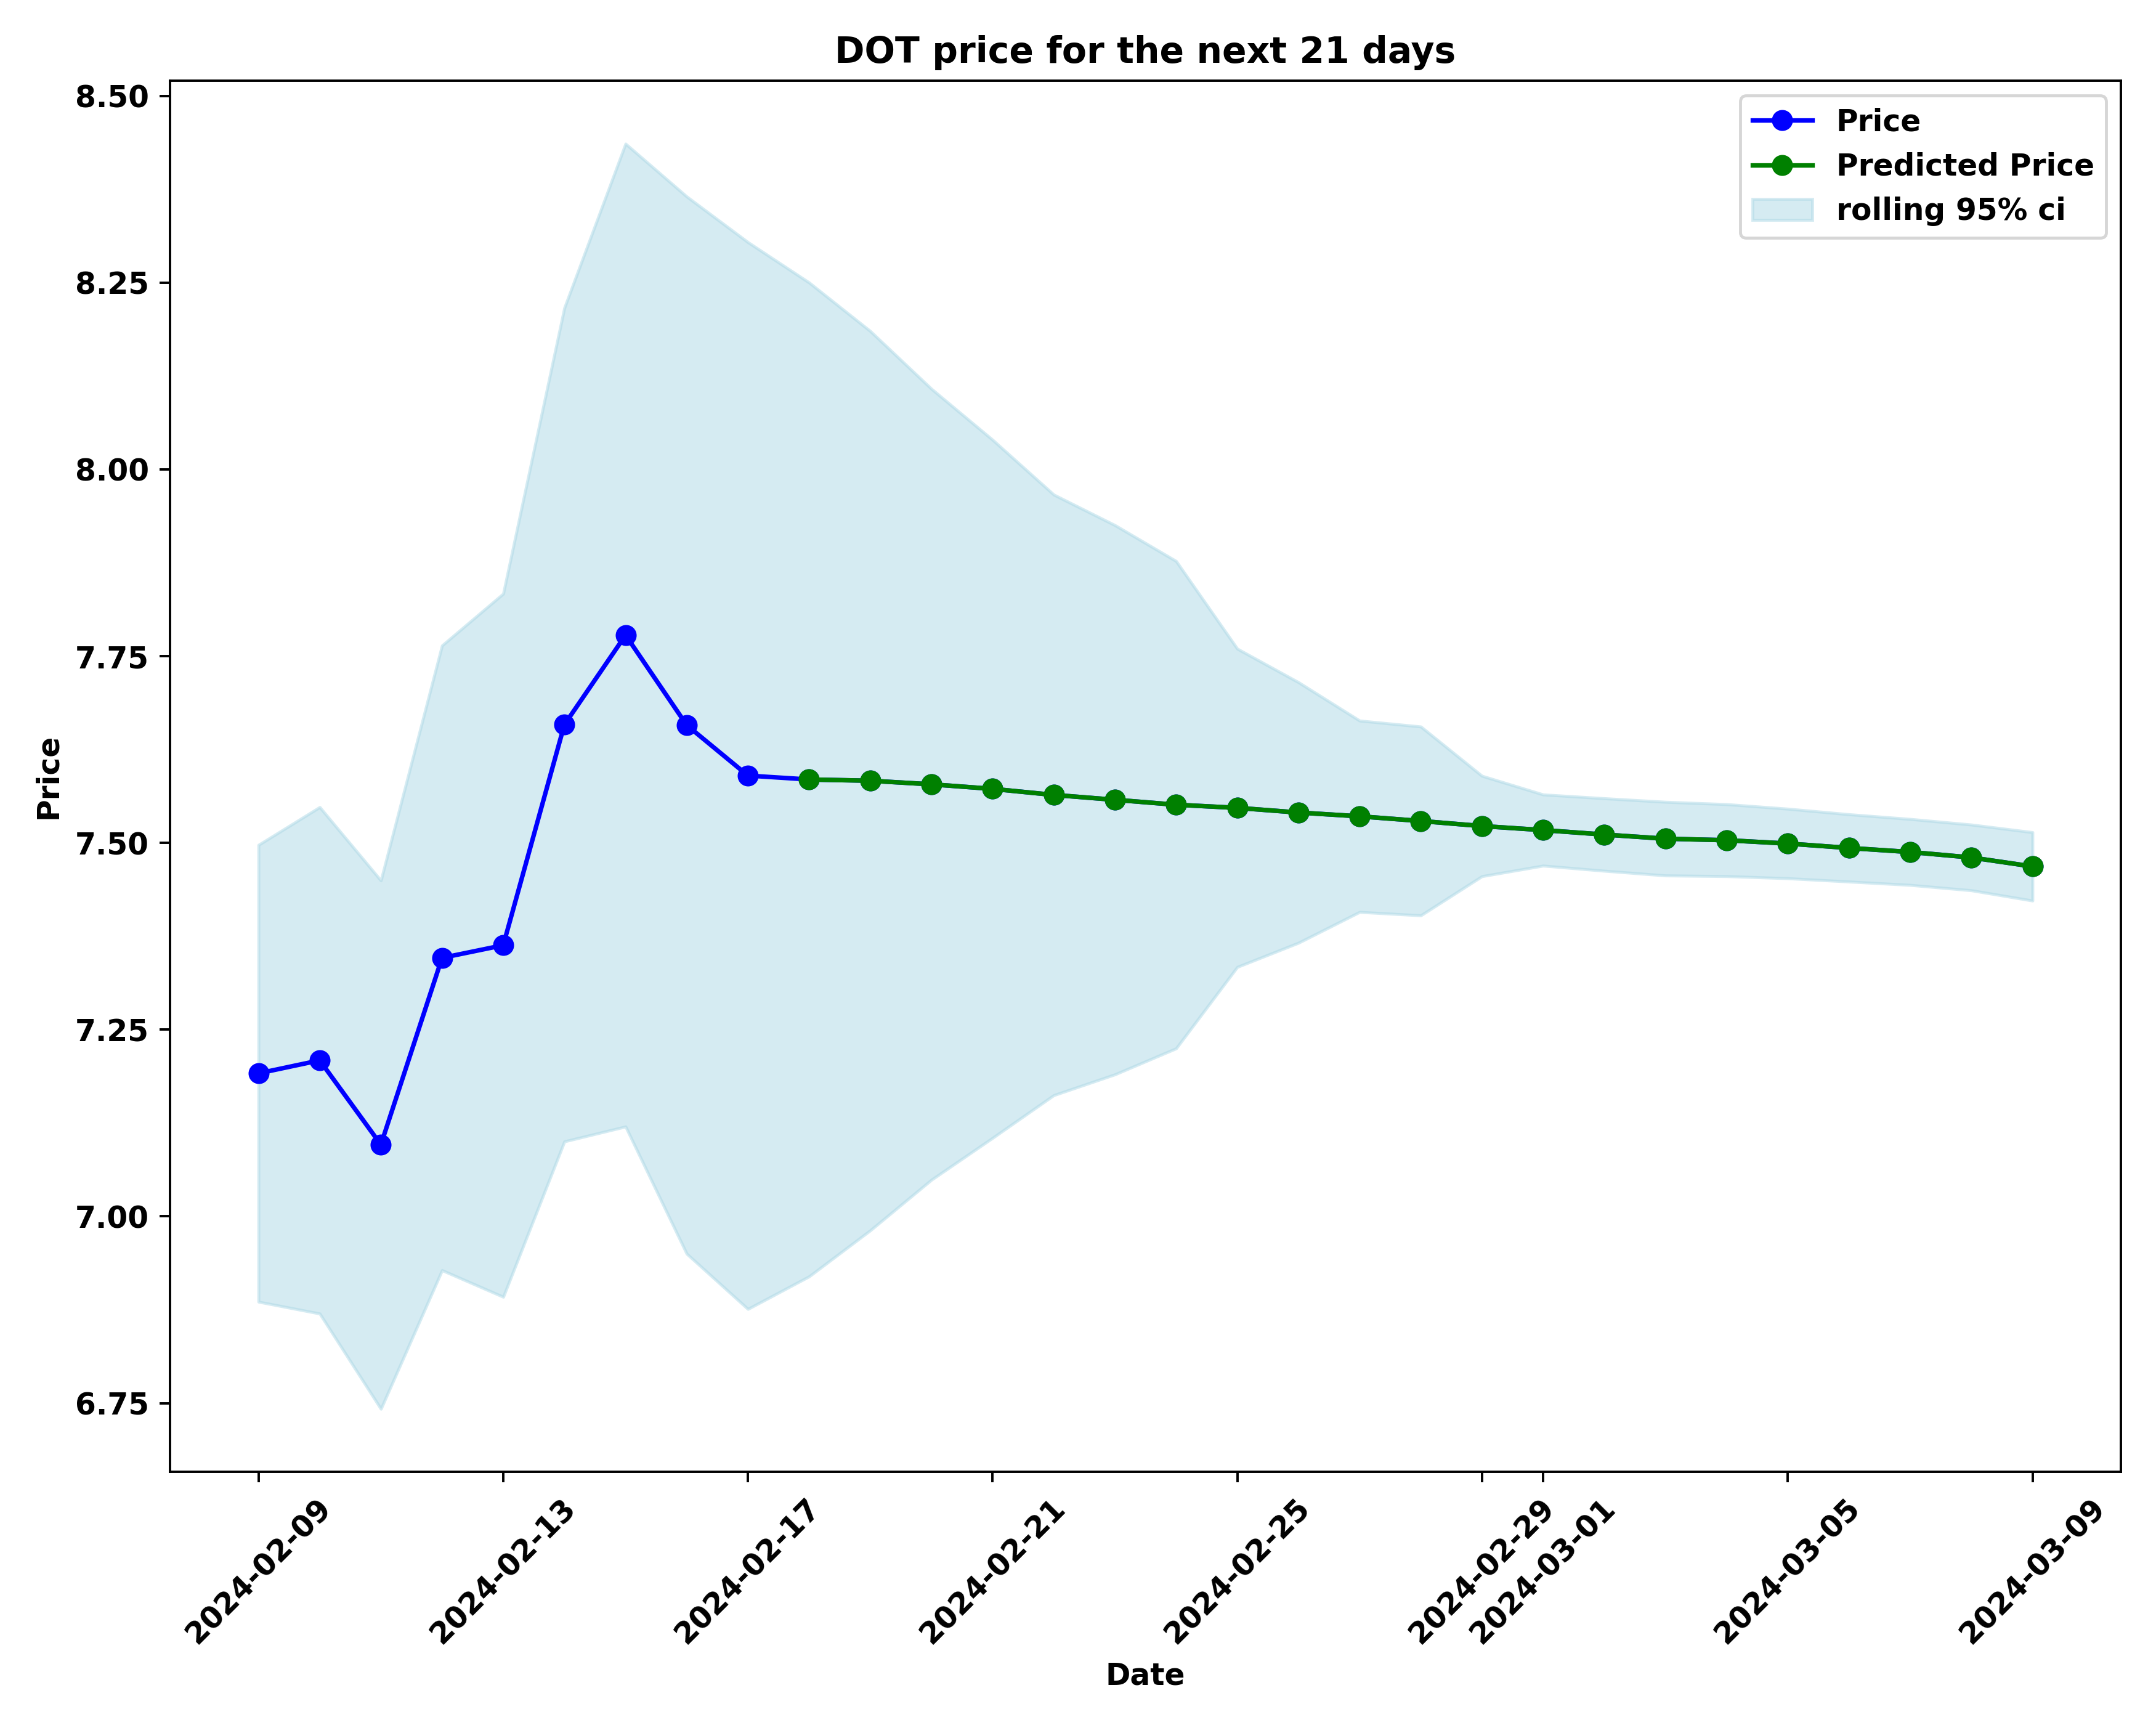 DOT price for the next 21 days
8.50
8.25
8.00
7.75
7.50
7.25
7.00
6.75
Price
Price
Predicted Price
rolling 95% ci
2024-02-09
2024-02-13
2024-02-17
2024-02-21
2024-02-25
2024-02-29
2024-03-01
2024-03-05
2024-03-09
Date